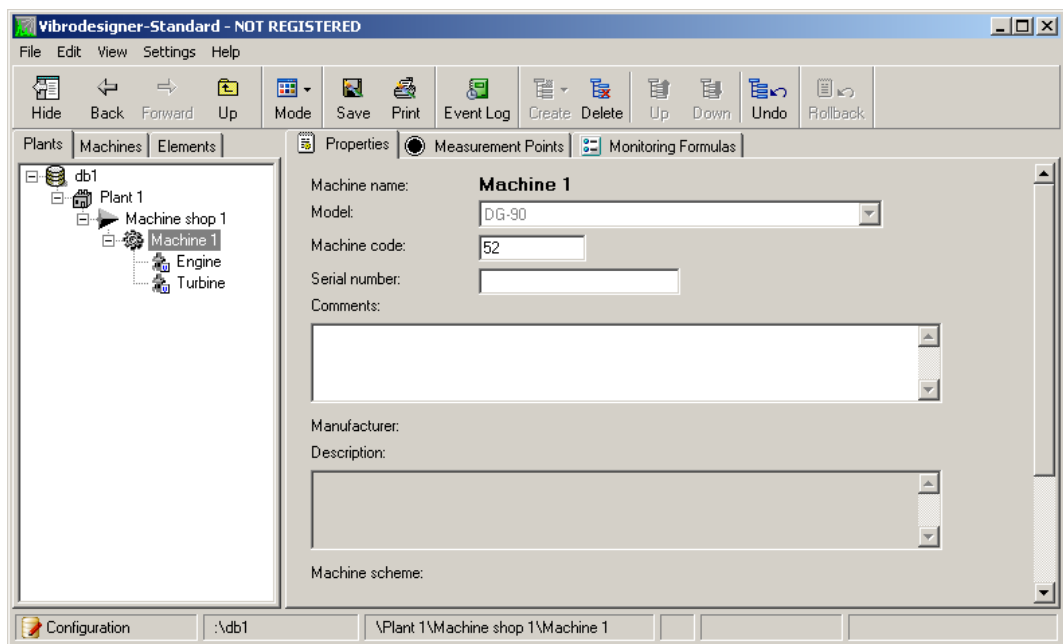 Vibrodesigner-Standard - NOT REGISTERED
File Edit View Settings Help
Hide Back Forward Up Mode Save Print Event Log Create Delete Up Down Undo Rollback
Plants Machines Elements
Properties Measurement Points Monitoring Formulas
db1
Plant 1
Machine shop 1
Machine 1
Engine
Turbine
Machine name: Machine 1
Model: DG-90
Machine code: 52
Serial number:
Comments:
Manufacturer:
Description:
Machine scheme:
Configuration :\db1 \Plant 1\Machine shop 1\Machine 1